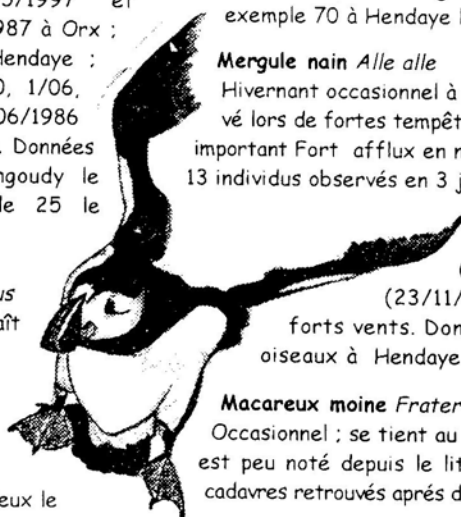 5/1997 et
987 à Orx ;
Hendaye ;
0, 1/06,
06/1986
. Données
ngoudy le
de 25 le
us
aît
eux le
exemple 70 à Hendaye
Mergule nain Alle alle
Hivernant occasionnel à
vé lors de fortes tempêt
important Fort afflux en n
13 individus observés en 3 j
(
(23/11/
forts vents. Don
oiseaux à Hendaye
Macareux moine Frater
Occasionnel ; se tient au
est peu noté depuis le lit
cadavres retrouvés aprés d